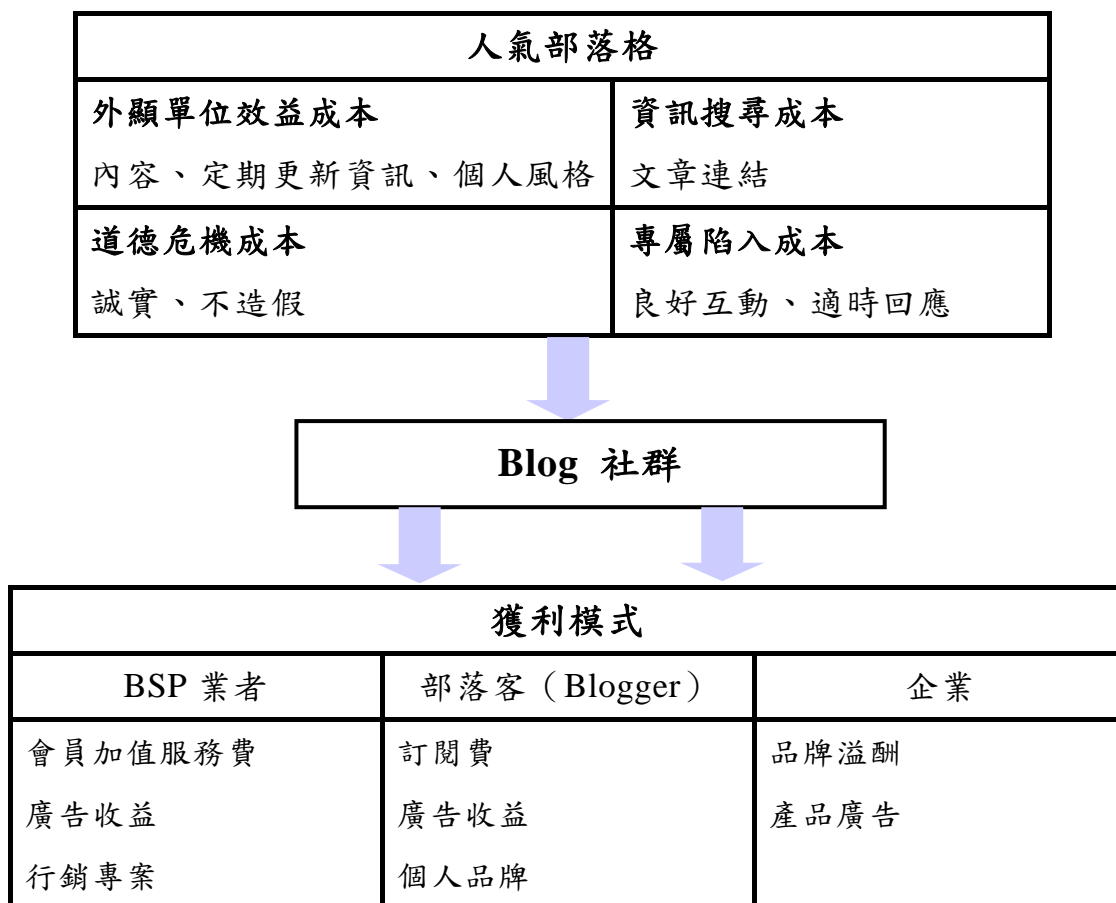 人氣部落格
外顯單位效益成本
內容、定期更新資訊、個人風格
資訊搜尋成本
文章連結
道德危機成本
誠實、不造假
專屬陷入成本
良好互動、適時回應
Blog 社群
獲利模式
BSP 業者
部落客（Blogger）
企業
會員加值服務費
廣告收益
行銷專案
訂閱費
廣告收益
個人品牌
品牌溢酬
產品廣告